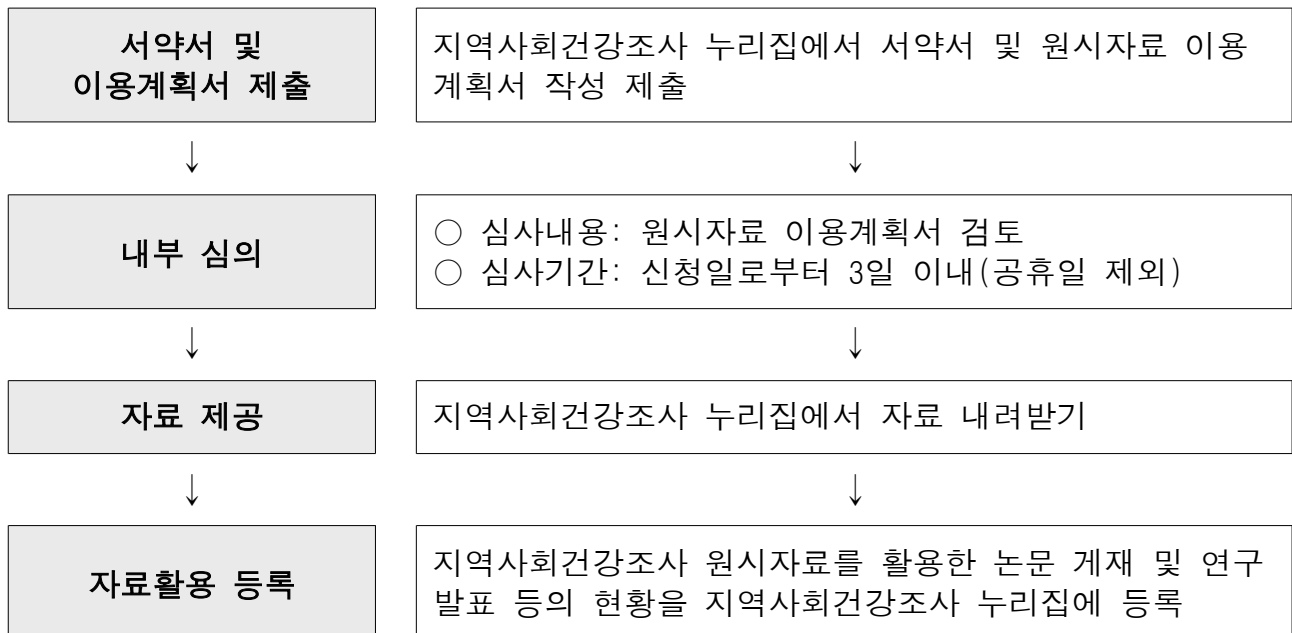 서약서 및
이용계획서 제출
지역사회건강조사 누리집에서 서약서 및 원시자료 이용
계획서 작성 제출
↓
↓
내부 심의
○ 심사내용: 원시자료 이용계획서 검토
○ 심사기간: 신청일로부터 3일 이내(공휴일 제외)
↓
↓
자료 제공
지역사회건강조사 누리집에서 자료 내려받기
↓
↓
자료활용 등록
지역사회건강조사 원시자료를 활용한 논문 게재 및 연구
발표 등의 현황을 지역사회건강조사 누리집에 등록